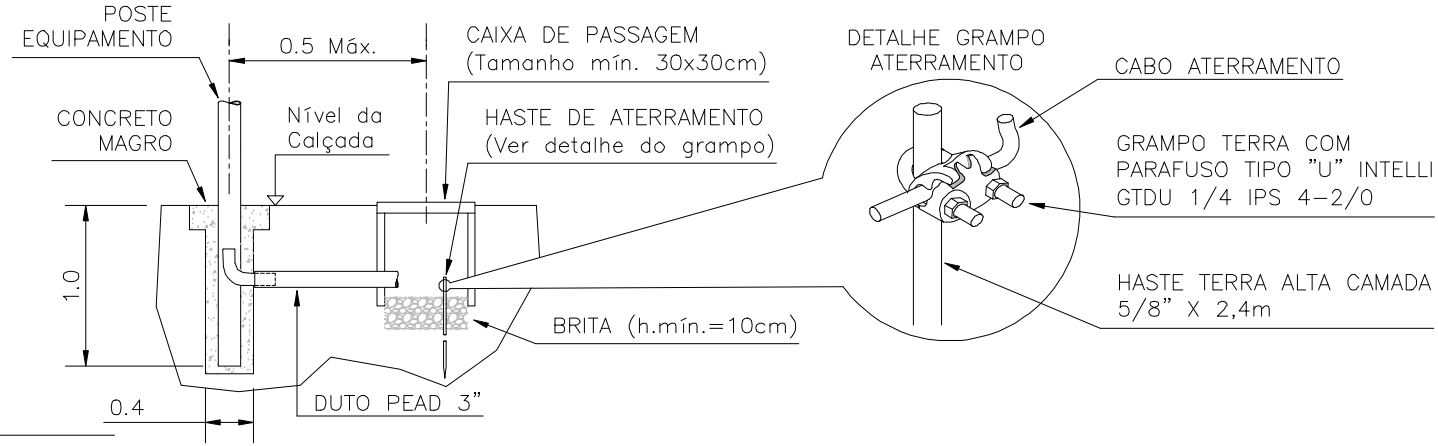 POSTE
EQUIPAMENTO
0.5 Máx.
CAIXA DE PASSAGEM
(Tamanho mín. 30x30cm)
DETALHE GRAMPO
ATERRAMENTO
CABO ATERRAMENTO
CONCRETO
MAGRO
Nível da
Calçada
HASTE DE ATERRAMENTO
(Ver detalhe do grampo)
GRAMPO TERRA COM
PARAFUSO TIPO "U" INTELLI
GTDU 1/4 IPS 4-2/0
1.0
HASTE TERRA ALTA CAMADA
5/8" X 2,4m
BRITA (h.mín.=10cm)
0.4
DUTO PEAD 3"